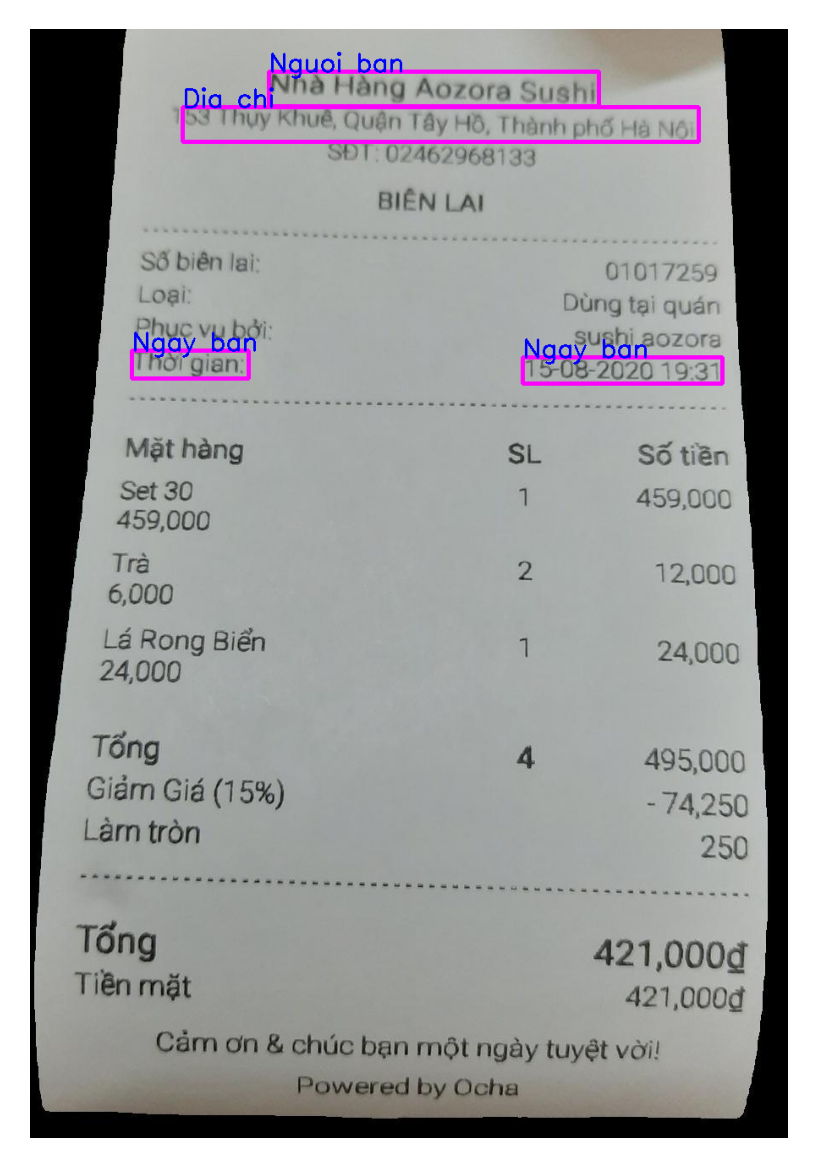 Nguoi ban
Nhà Hàng Aozora Sushi
Dia chi
153 Thụy Khuê, Quận Tây Hồ, Thành phố Hà Nội
SĐT: 02462968133
BIÊN LAI
Số biên lai: 01017259
Loại: Dùng tại quán
Phục vụ bởi: sushi aozora
Ngay ban Ngay ban
Thời gian: 15-08-2020 19:31
Mặt hàng SL Số tiền
Set 30 1 459,000
459,000
Trà 2 12,000
6,000
Lá Rong Biển 1 24,000
24,000
Tổng 4 495,000
Giảm Giá (15%) - 74,250
Làm tròn 250
Tổng 421,000₫
Tiền mặt 421,000₫
Cảm ơn & chúc bạn một ngày tuyệt vời!
Powered by Ocha